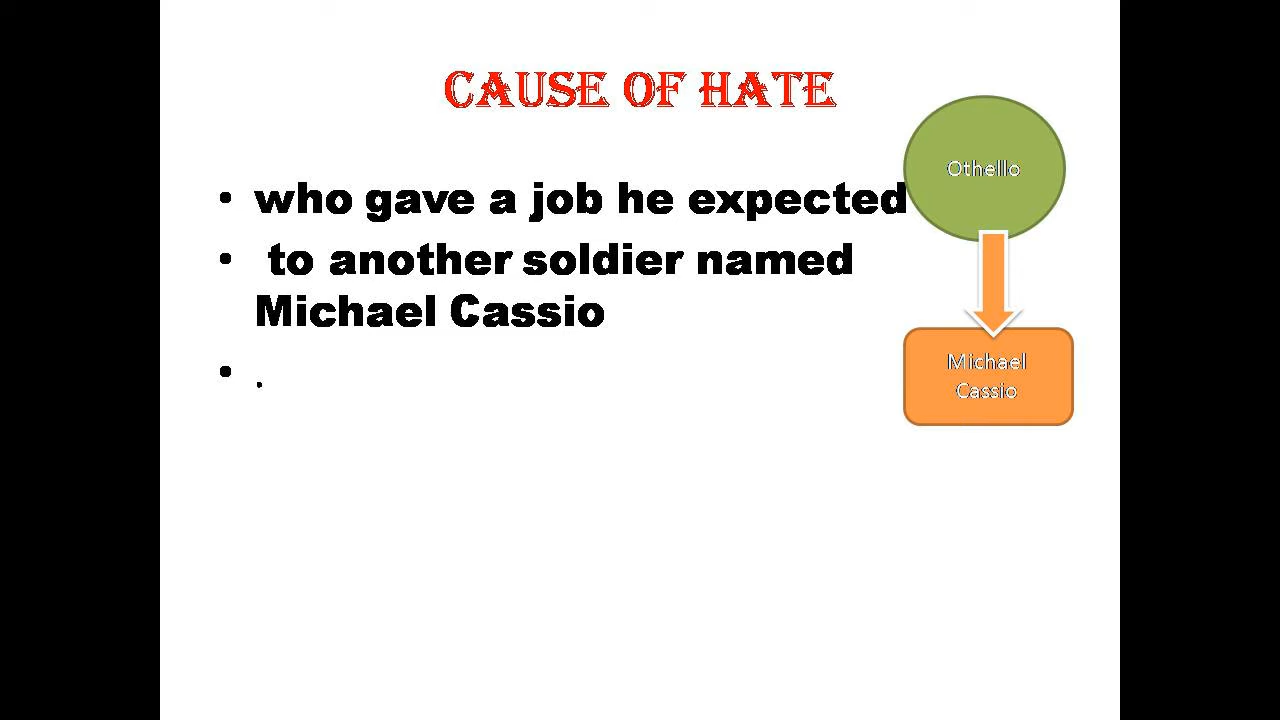 CAUSE OF HATE
• who gave a job he expected
• to another soldier named
Michael Cassio
• .
Othello
Michael
Cassio